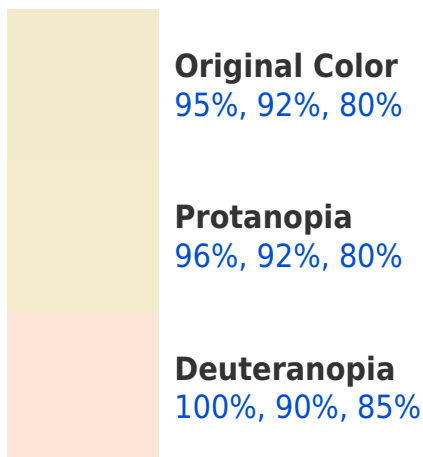 Original Color
95%, 92%, 80%
Protanopia
96%, 92%, 80%
Deuteranopia
100%, 90%, 85%